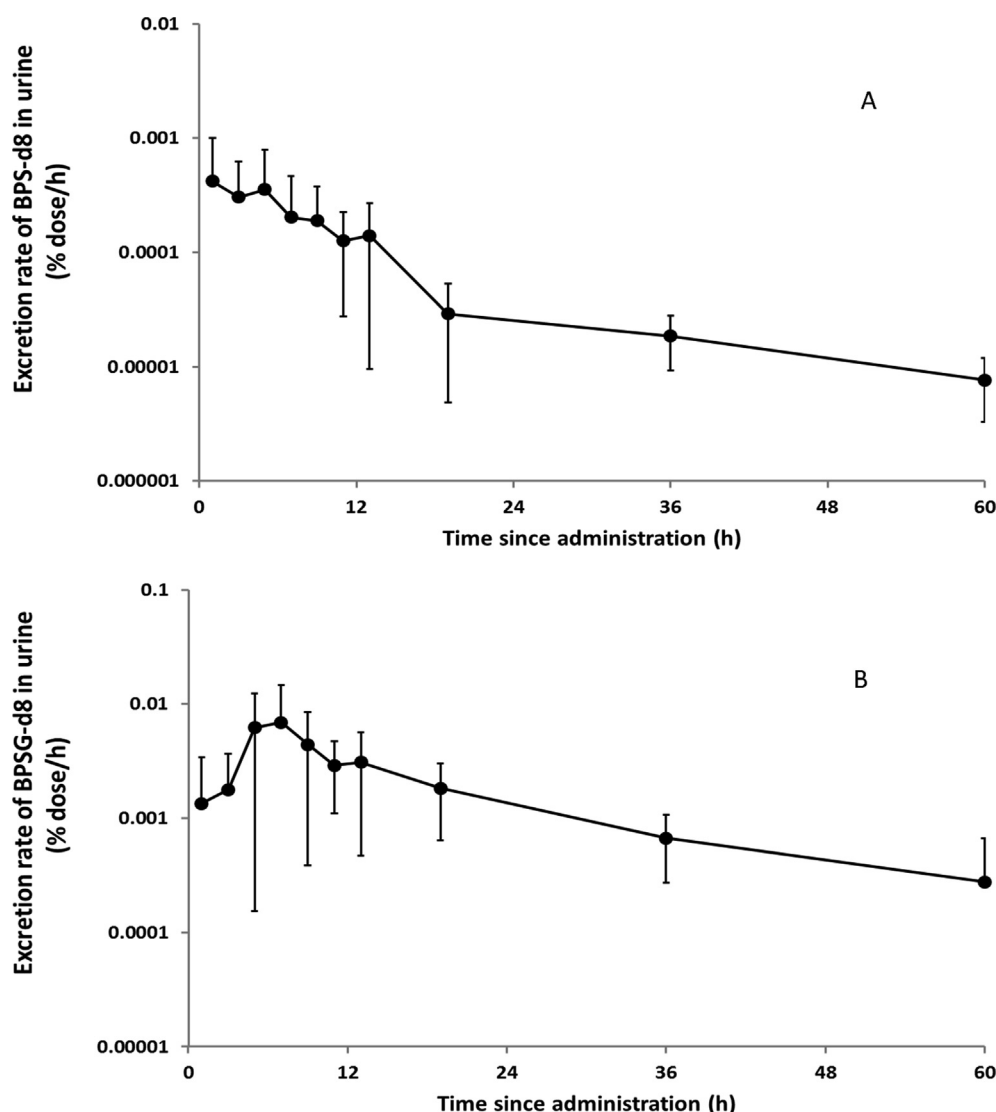 Excretion rate of BPS-d8 in urine
(% dose/h)
0.01
0.001
0.0001
0.00001
0.000001
A
0
12
24
36
48
60
Time since administration (h)
Excretion rate of BPSG-d8 in urine
(% dose/h)
0.1
0.01
0.001
0.0001
0.00001
B
0
12
24
36
48
60
Time since administration (h)